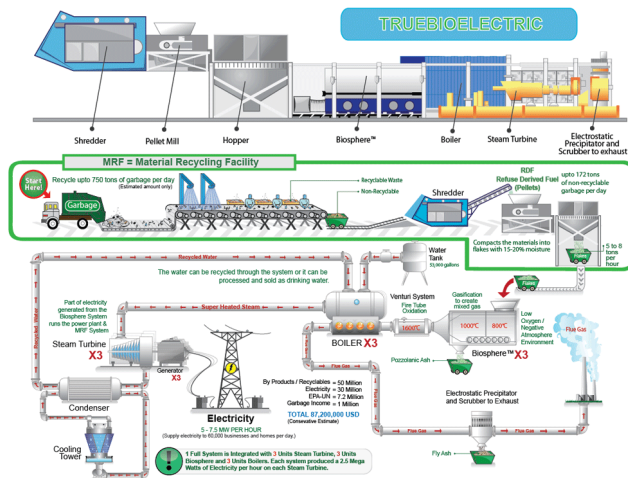 TRUEBIOELECTRIC
Shredder
Pellet Mill
Hopper
Biosphere™
Boiler
Steam Turbine
Electrostatic
Precipitator and
Scrubber to exhaust
MRF = Material Recycling Facility
Start
Here!
Recycle upto 750 tons of garbage per day
(Estimated amount only)
Garbage
Recyclable Waste
Non-Recyclable
Shredder
RDF
Refuse Derived Fuel
(Pellets)
upto 172 tons
of non-recyclable
garbage per day
Compacts the materials into
flakes with 15-20% moisture
Flakes
5 to 8
tons
per
hour
Flakes
Recycled Water
Water
Tank
The water can be recycled through the system or it can be
processed and sold as drinking water.
Recycled Water
Part of electricity
generated from the
Biosphere System
runs the power plant &
MRF System
Super Heated Steam
Venturi System
Fire Tube
Oxidation
1600°C
Gasification to
create mixed gas
1000°C
800°C
Low
Oxygen /
Negative
Atmosphere
Environment
Flue Gas
BOILER X3
Biosphere™ X3
Pozzolanic Ash
Steam Turbine
X3
Generator
X3
Flue Gas
Flue Gas
Condenser
Cooling
Tower
Electricity
5 - 7.5 MW PER HOUR
(Supply electricity to 60,000 businesses and homes per day.)
By Products / Recyclables = 50 Million
Electricity = 30 Million
EPA-UN = 7.2 Million
Garbage Income = 1 Million
TOTAL 87,200,000 USD
(Consevative Estimate)
Electrostatic Precipitator
and Scrubber to Exhaust
Flue Gas
Flue Gas
Fly Ash
1 Full System is Integrated with 3 Units Steam Turbine, 3 Units
Biosphere and 3 Units Boilers. Each system produced a 2.5 Mega
Watts of Electricity per hour on each Steam Turbine.